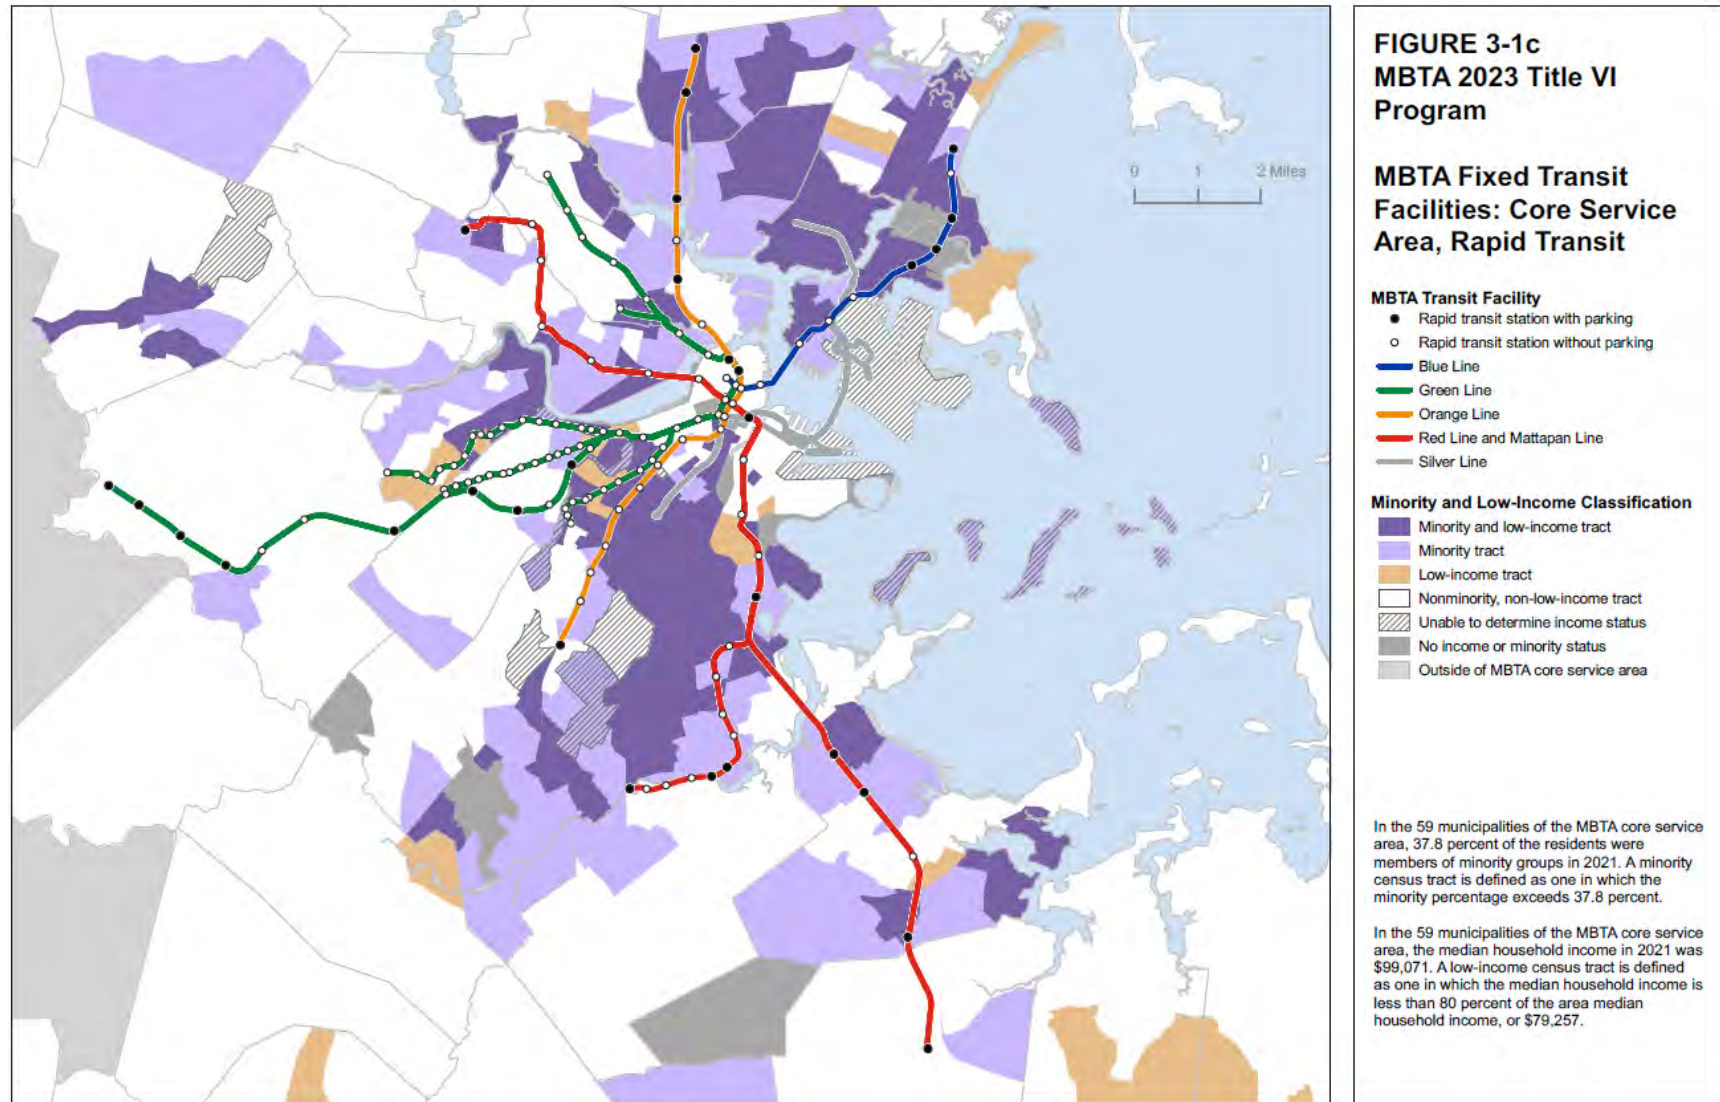 FIGURE 3-1c
MBTA 2023 Title VI
Program
MBTA Fixed Transit
Facilities: Core Service
Area, Rapid Transit
0 1 2 Miles
MBTA Transit Facility
Rapid transit station with parking
Rapid transit station without parking
Blue Line
Green Line
Orange Line
Red Line and Mattapan Line
Silver Line
Minority and Low-Income Classification
Minority and low-income tract
Minority tract
Low-income tract
Nonminority, non-low-income tract
Unable to determine income status
No income or minority status
Outside of MBTA core service area
In the 59 municipalities of the MBTA core service
area, 37.8 percent of the residents were
members of minority groups in 2021. A minority
census tract is defined as one in which the
minority percentage exceeds 37.8 percent.
In the 59 municipalities of the MBTA core service
area, the median household income in 2021 was
$99,071. A low-income census tract is defined
as one in which the median household income is
less than 80 percent of the area median
household income, or $79,257.